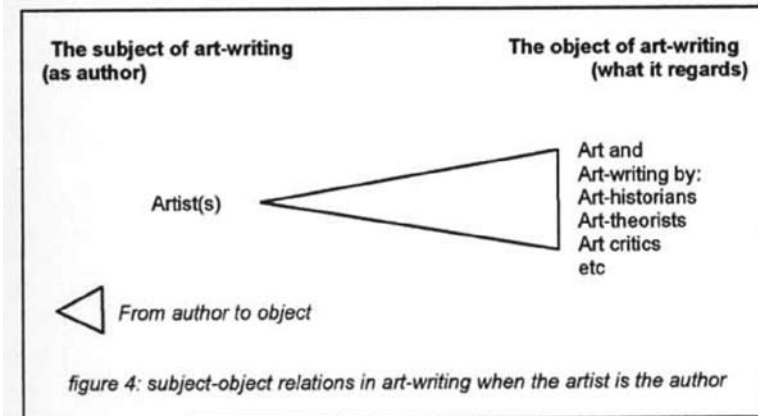 The subject of art-writing
(as author)
The object of art-writing
(what it regards)
Artist(s)
Art and
Art-writing by:
Art-historians
Art-theorists
Art critics
etc
From author to object
figure 4: subject-object relations in art-writing when the artist is the author